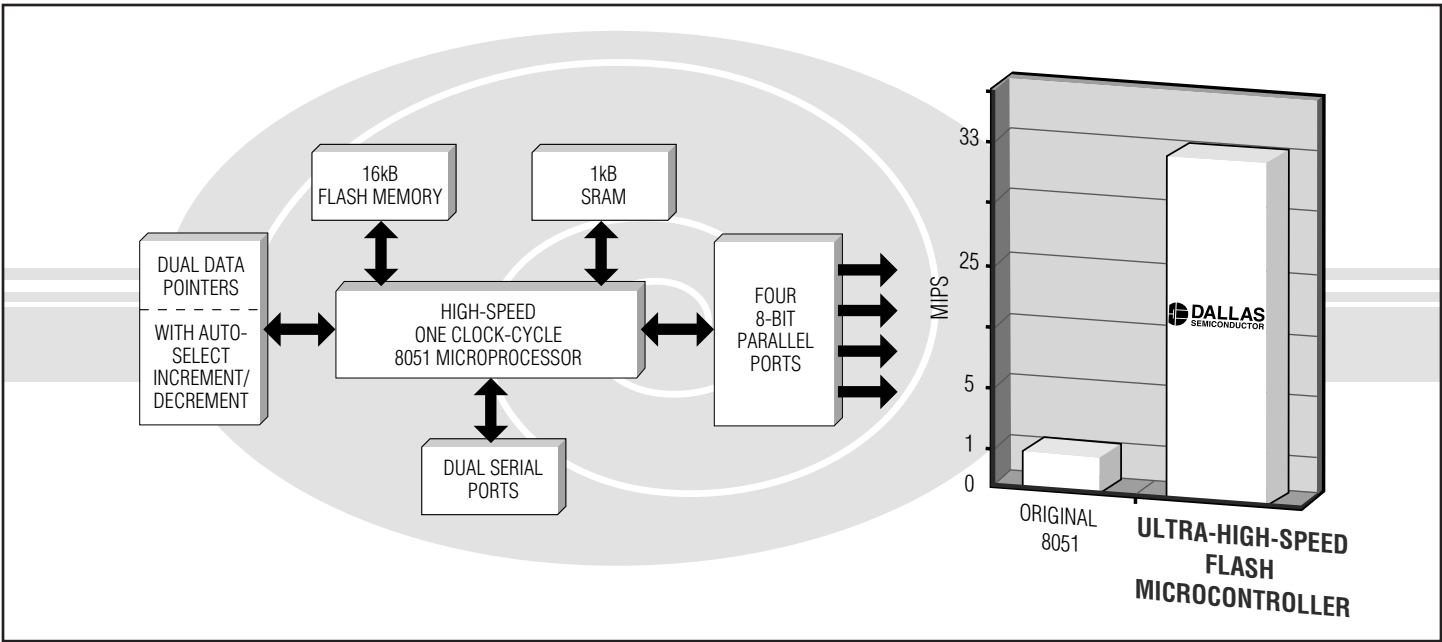 16kB
FLASH MEMORY
1kB
SRAM
DUAL DATA
POINTERS
WITH AUTO-
SELECT
INCREMENT/
DECREMENT
HIGH-SPEED
ONE CLOCK-CYCLE
8051 MICROPROCESSOR
FOUR
8-BIT
PARALLEL
PORTS
DUAL SERIAL
PORTS
MIPS
33
25
5
1
0
DALLAS
SEMICONDUCTOR
ORIGINAL
8051
ULTRA-HIGH-SPEED
FLASH
MICROCONTROLLER